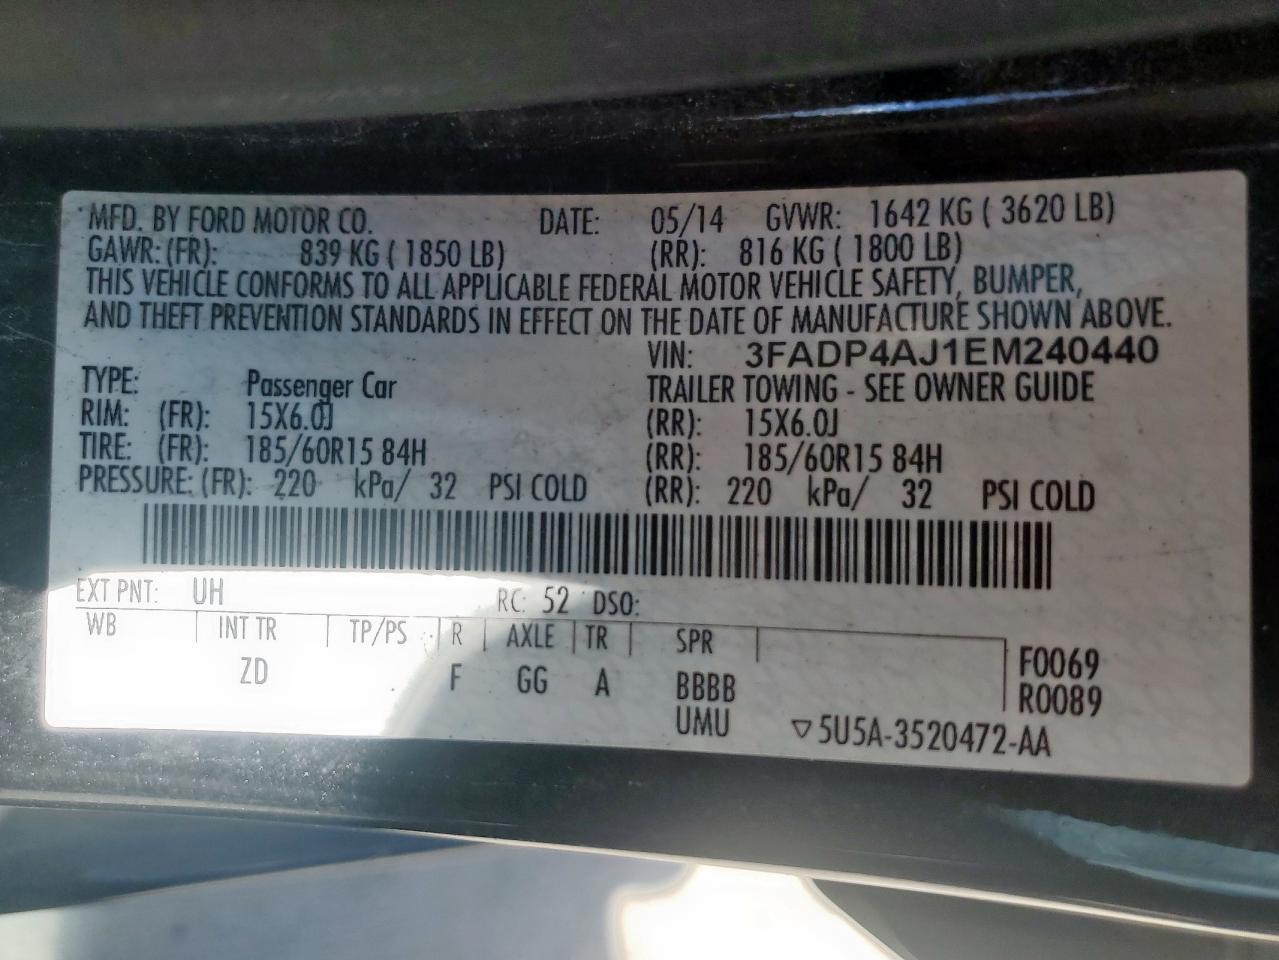 MFD. BY FORD MOTOR CO. DATE: 05/14 GVWR: 1642 KG ( 3620 LB)
GAWR: (FR): 839 KG ( 1850 LB) (RR): 816 KG ( 1800 LB)
THIS VEHICLE CONFORMS TO ALL APPLICABLE FEDERAL MOTOR VEHICLE SAFETY, BUMPER,
AND THEFT PREVENTION STANDARDS IN EFFECT ON THE DATE OF MANUFACTURE SHOWN ABOVE.
VIN: 3FADP4AJ1EM240440
TYPE: Passenger Car TRAILER TOWING - SEE OWNER GUIDE
RIM: (FR): 15X6.0J (RR): 15X6.0J
TIRE: (FR): 185/60R15 84H (RR): 185/60R15 84H
PRESSURE: (FR): 220 kPa/ 32 PSI COLD (RR): 220 kPa/ 32 PSI COLD
EXT PNT: UH RC: 52 DSO:
WB INT TR TP/PS R AXLE TR SPR
ZD F GG A BBBB
UMU
F0069
R0089
▽5U5A-3520472-AA